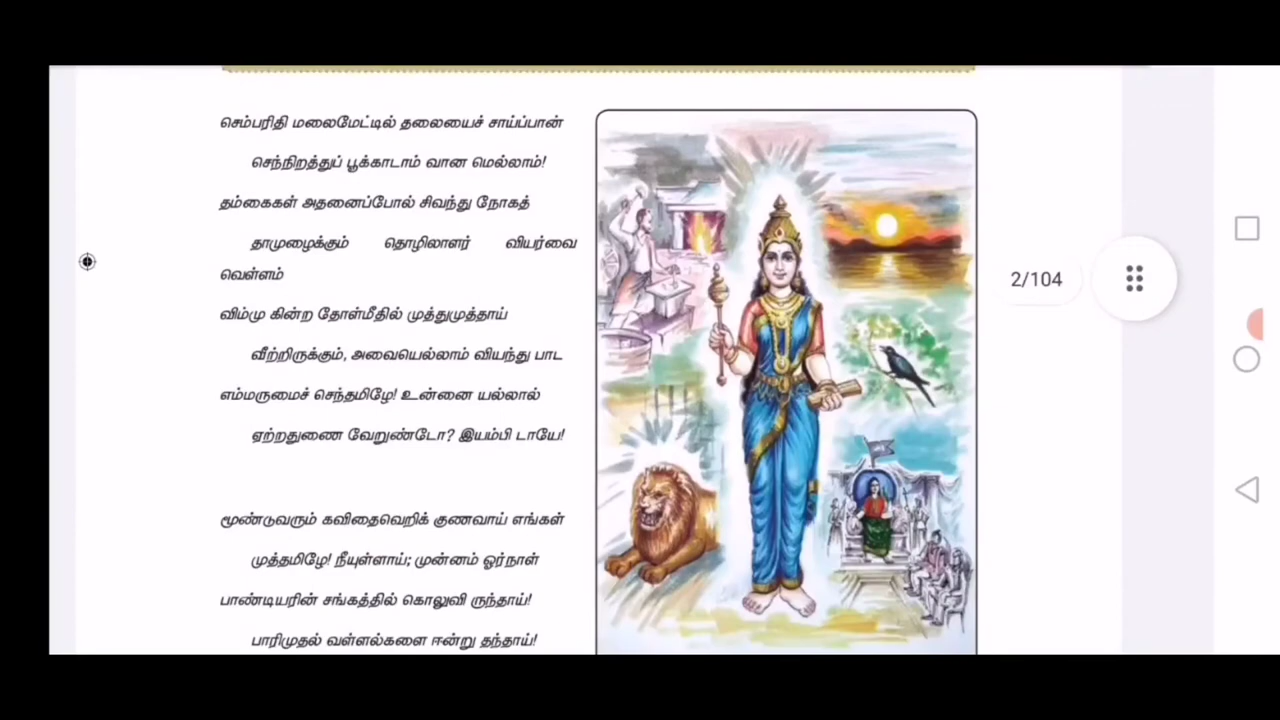 செம்பரிதி மலைமேட்டில் தலையைச் சாய்ப்பான்
செந்நிறத்துப் பூக்காடாம் வான மெல்லாம்!
தம்கைகள் அதனைப்போல் சிவந்து நோகத்
தாமுழைக்கும் தொழிலாளர் வியர்வை
வெள்ளம்
விம்மு கின்ற தோள்மீதில் முத்துமுத்தாய்
வீற்றிருக்கும், அவையெல்லாம் வியந்து பாட
எம்மருமைச் செந்தமிழே! உன்னை யல்லால்
ஏற்றதுணை வேறுண்டோ? இயம்பி டாயே!
மூண்டுவரும் கவிதைவெறிக் குணவாய் எங்கள்
முத்தமிழே! நீயுள்ளாய்; முன்னம் ஓர்நாள்
பாண்டியரின் சங்கத்தில் கொலுவி ருந்தாய்!
பாரிமுதல் வள்ளல்களை ஈன்று தந்தாய்!
2/104